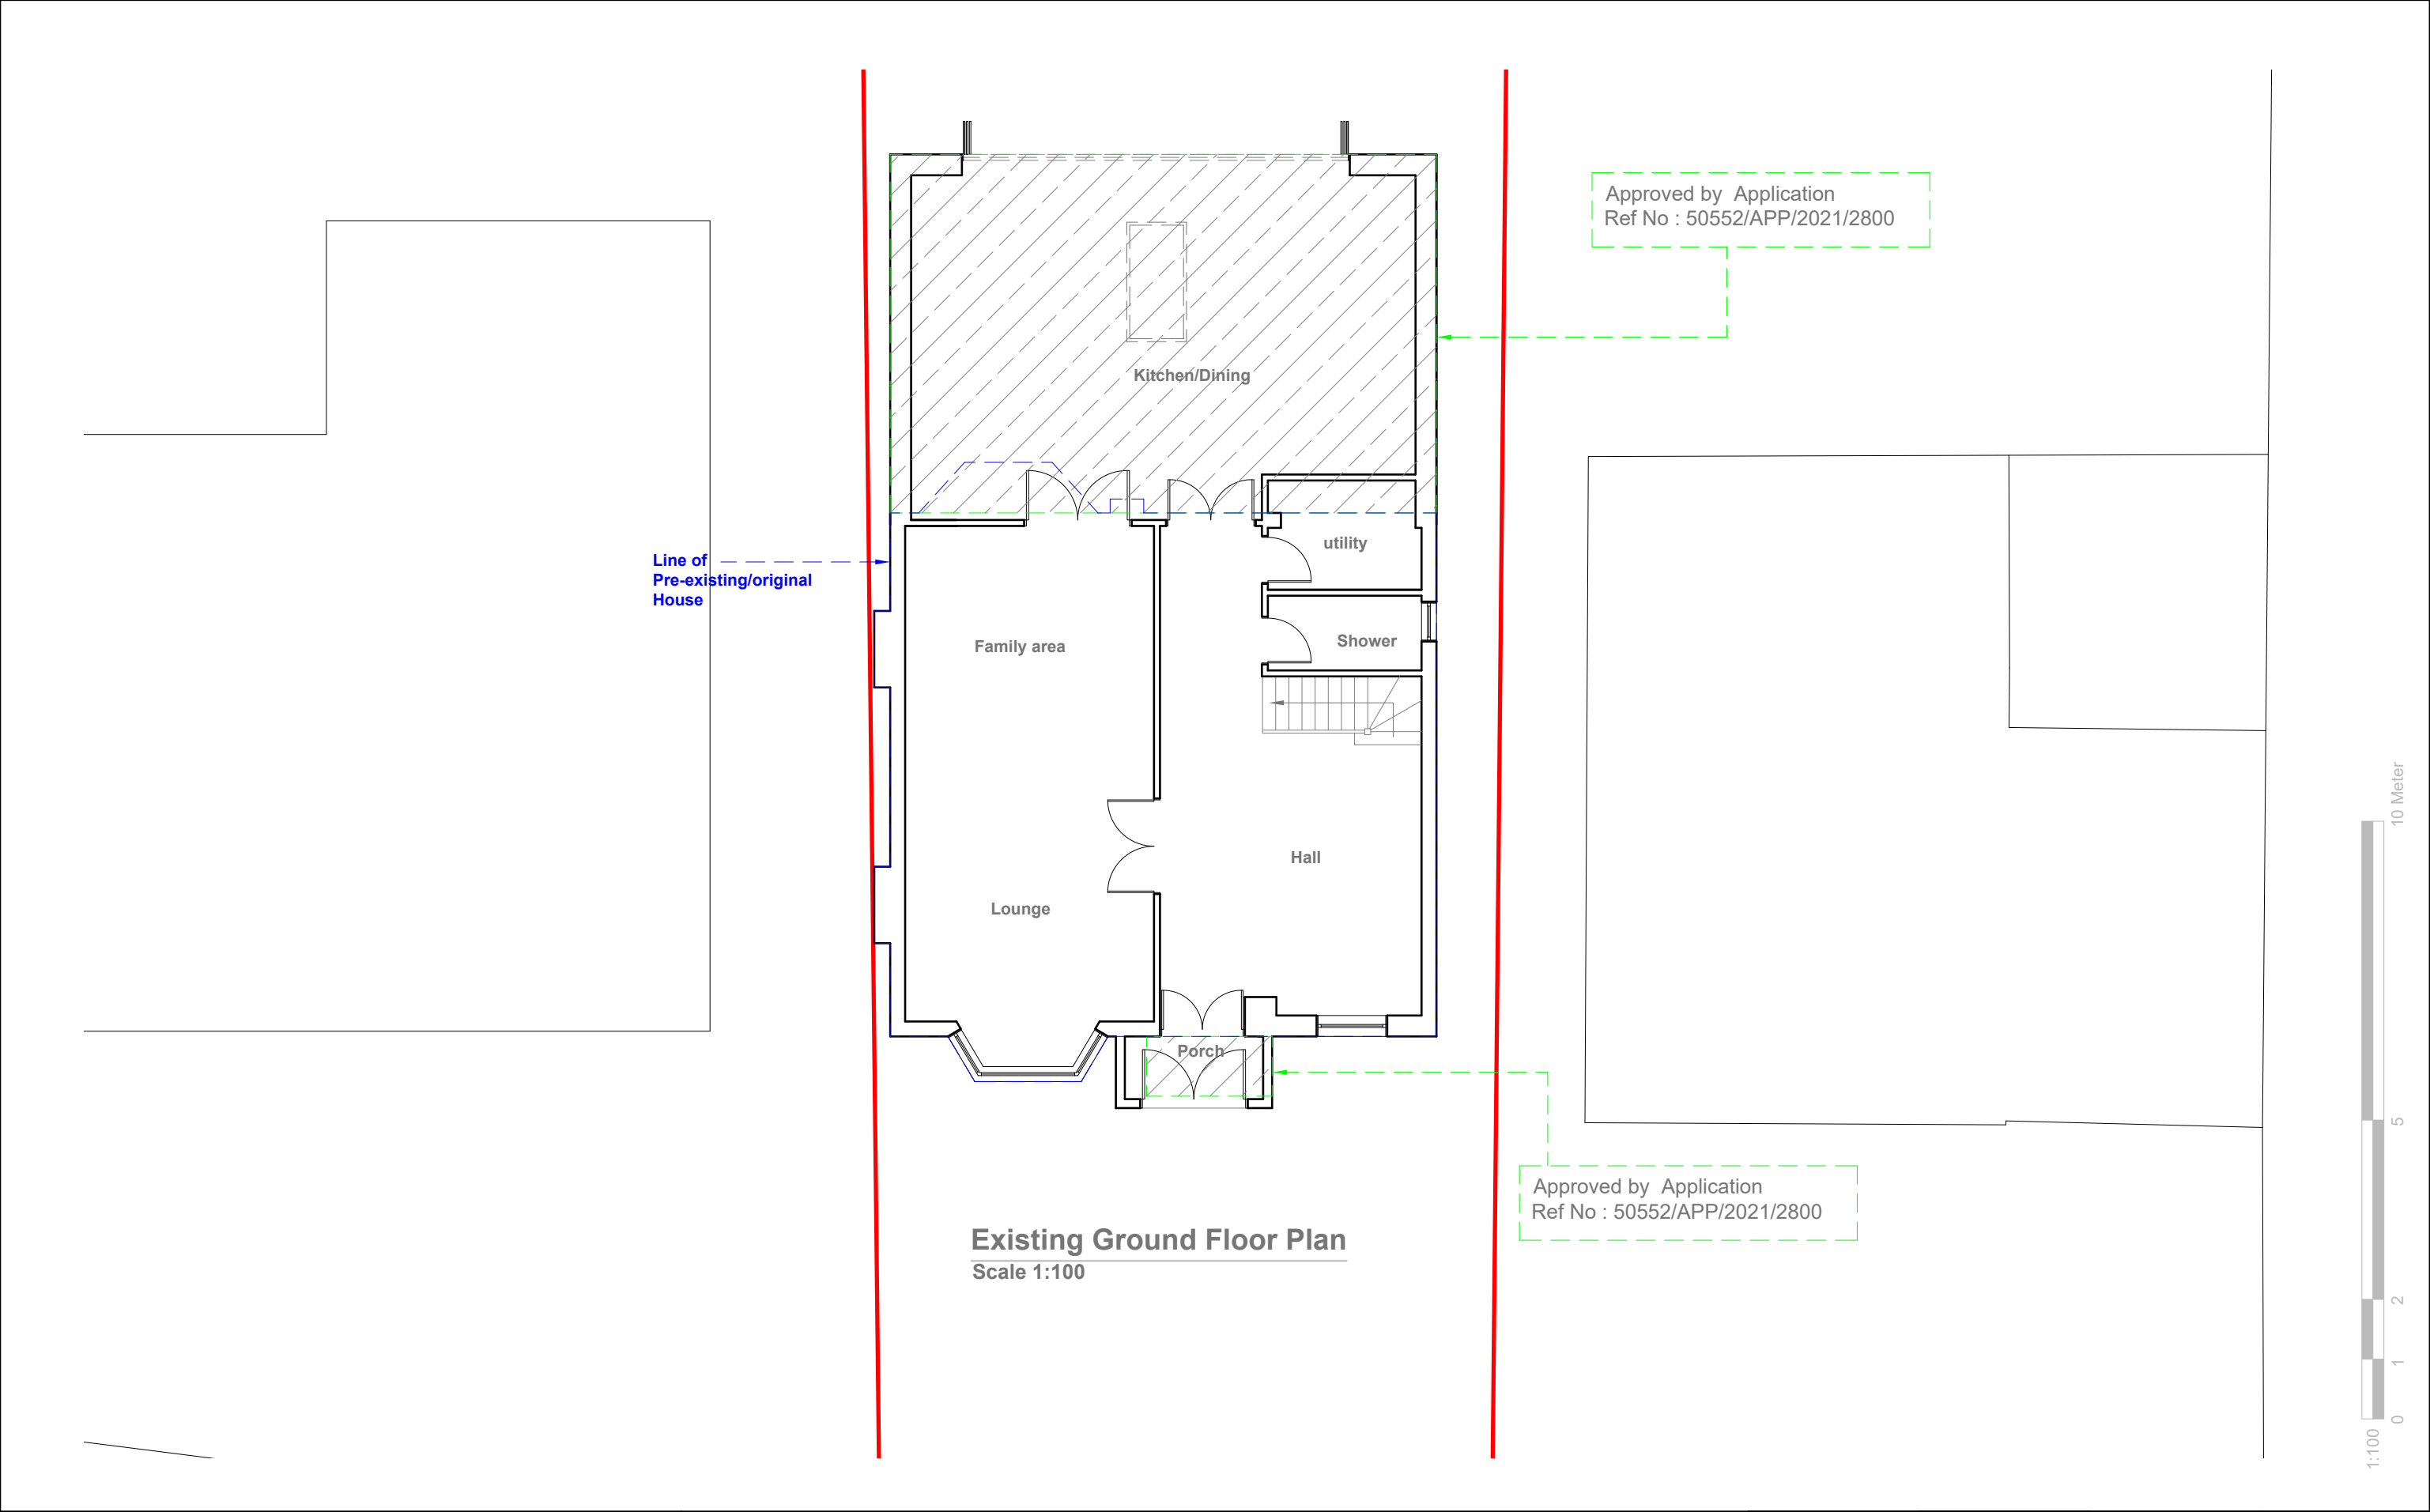 Approved by Application
Ref No : 50552/APP/2021/2800
Kitchen/Dining
utility
Line of
Pre-existing/original
House
Family area
Shower
Hall
Lounge
Porch
Approved by Application
Ref No : 50552/APP/2021/2800
Existing Ground Floor Plan
Scale 1:100
10 Meter
5
2
1
0
1:100